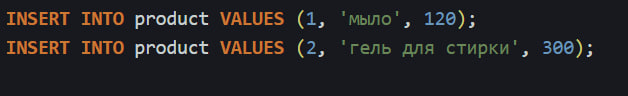 INSERT INTO product VALUES (1, 'мыло', 120);
INSERT INTO product VALUES (2, 'гель для стирки', 300);